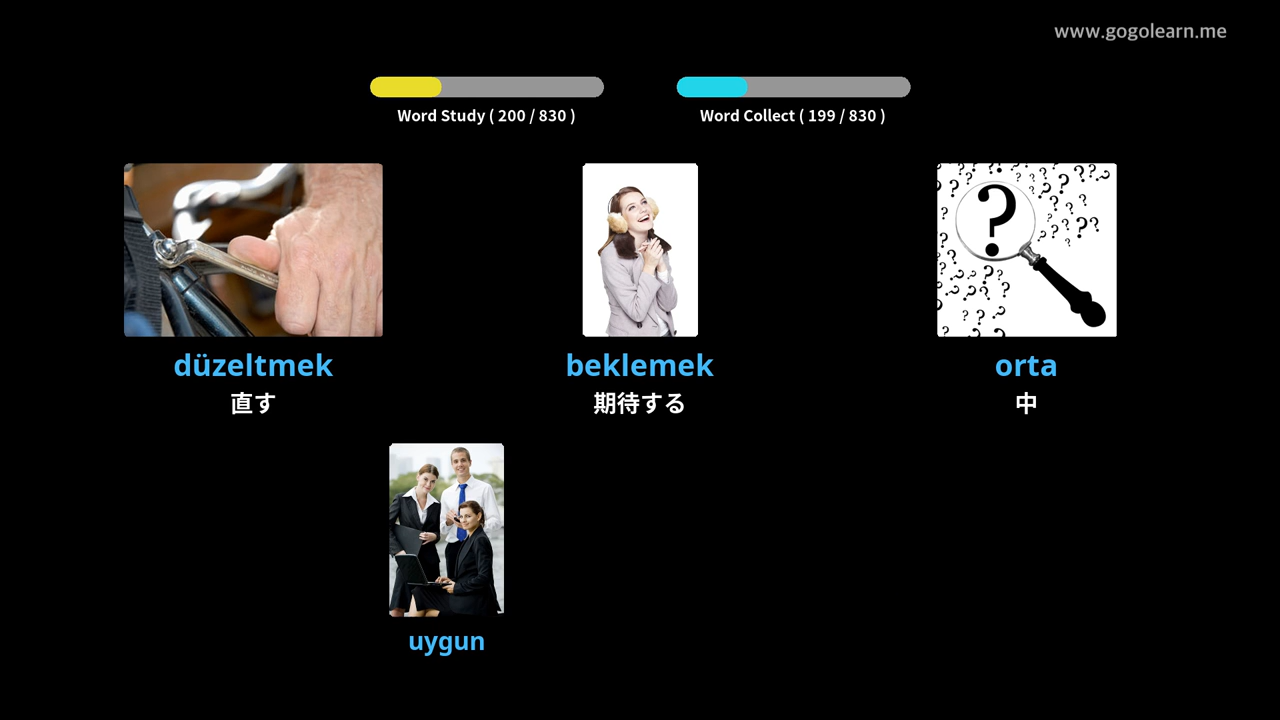 www.gogolearn.me
Word Study ( 200 / 830 )
Word Collect ( 199 / 830 )
düzeltmek
直す
beklemek
期待する
orta
中
uygun